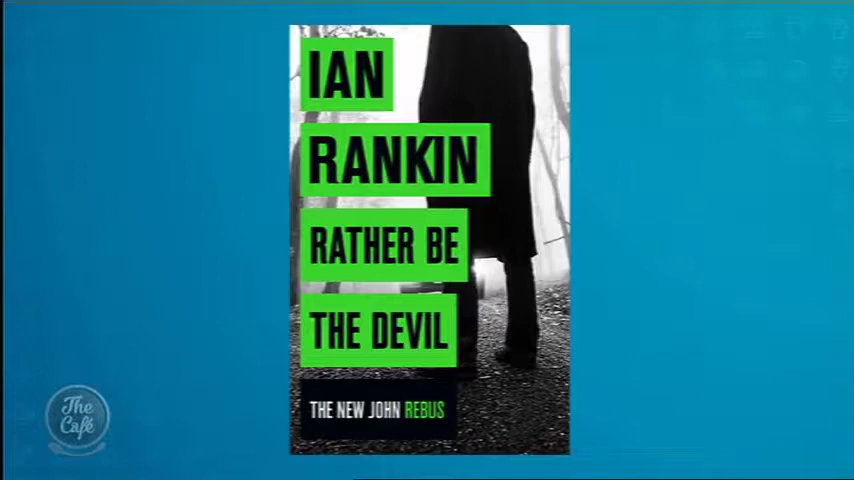 IAN
RANKIN
RATHER BE
THE DEVIL
THE NEW JOHN REBUS
The
Café